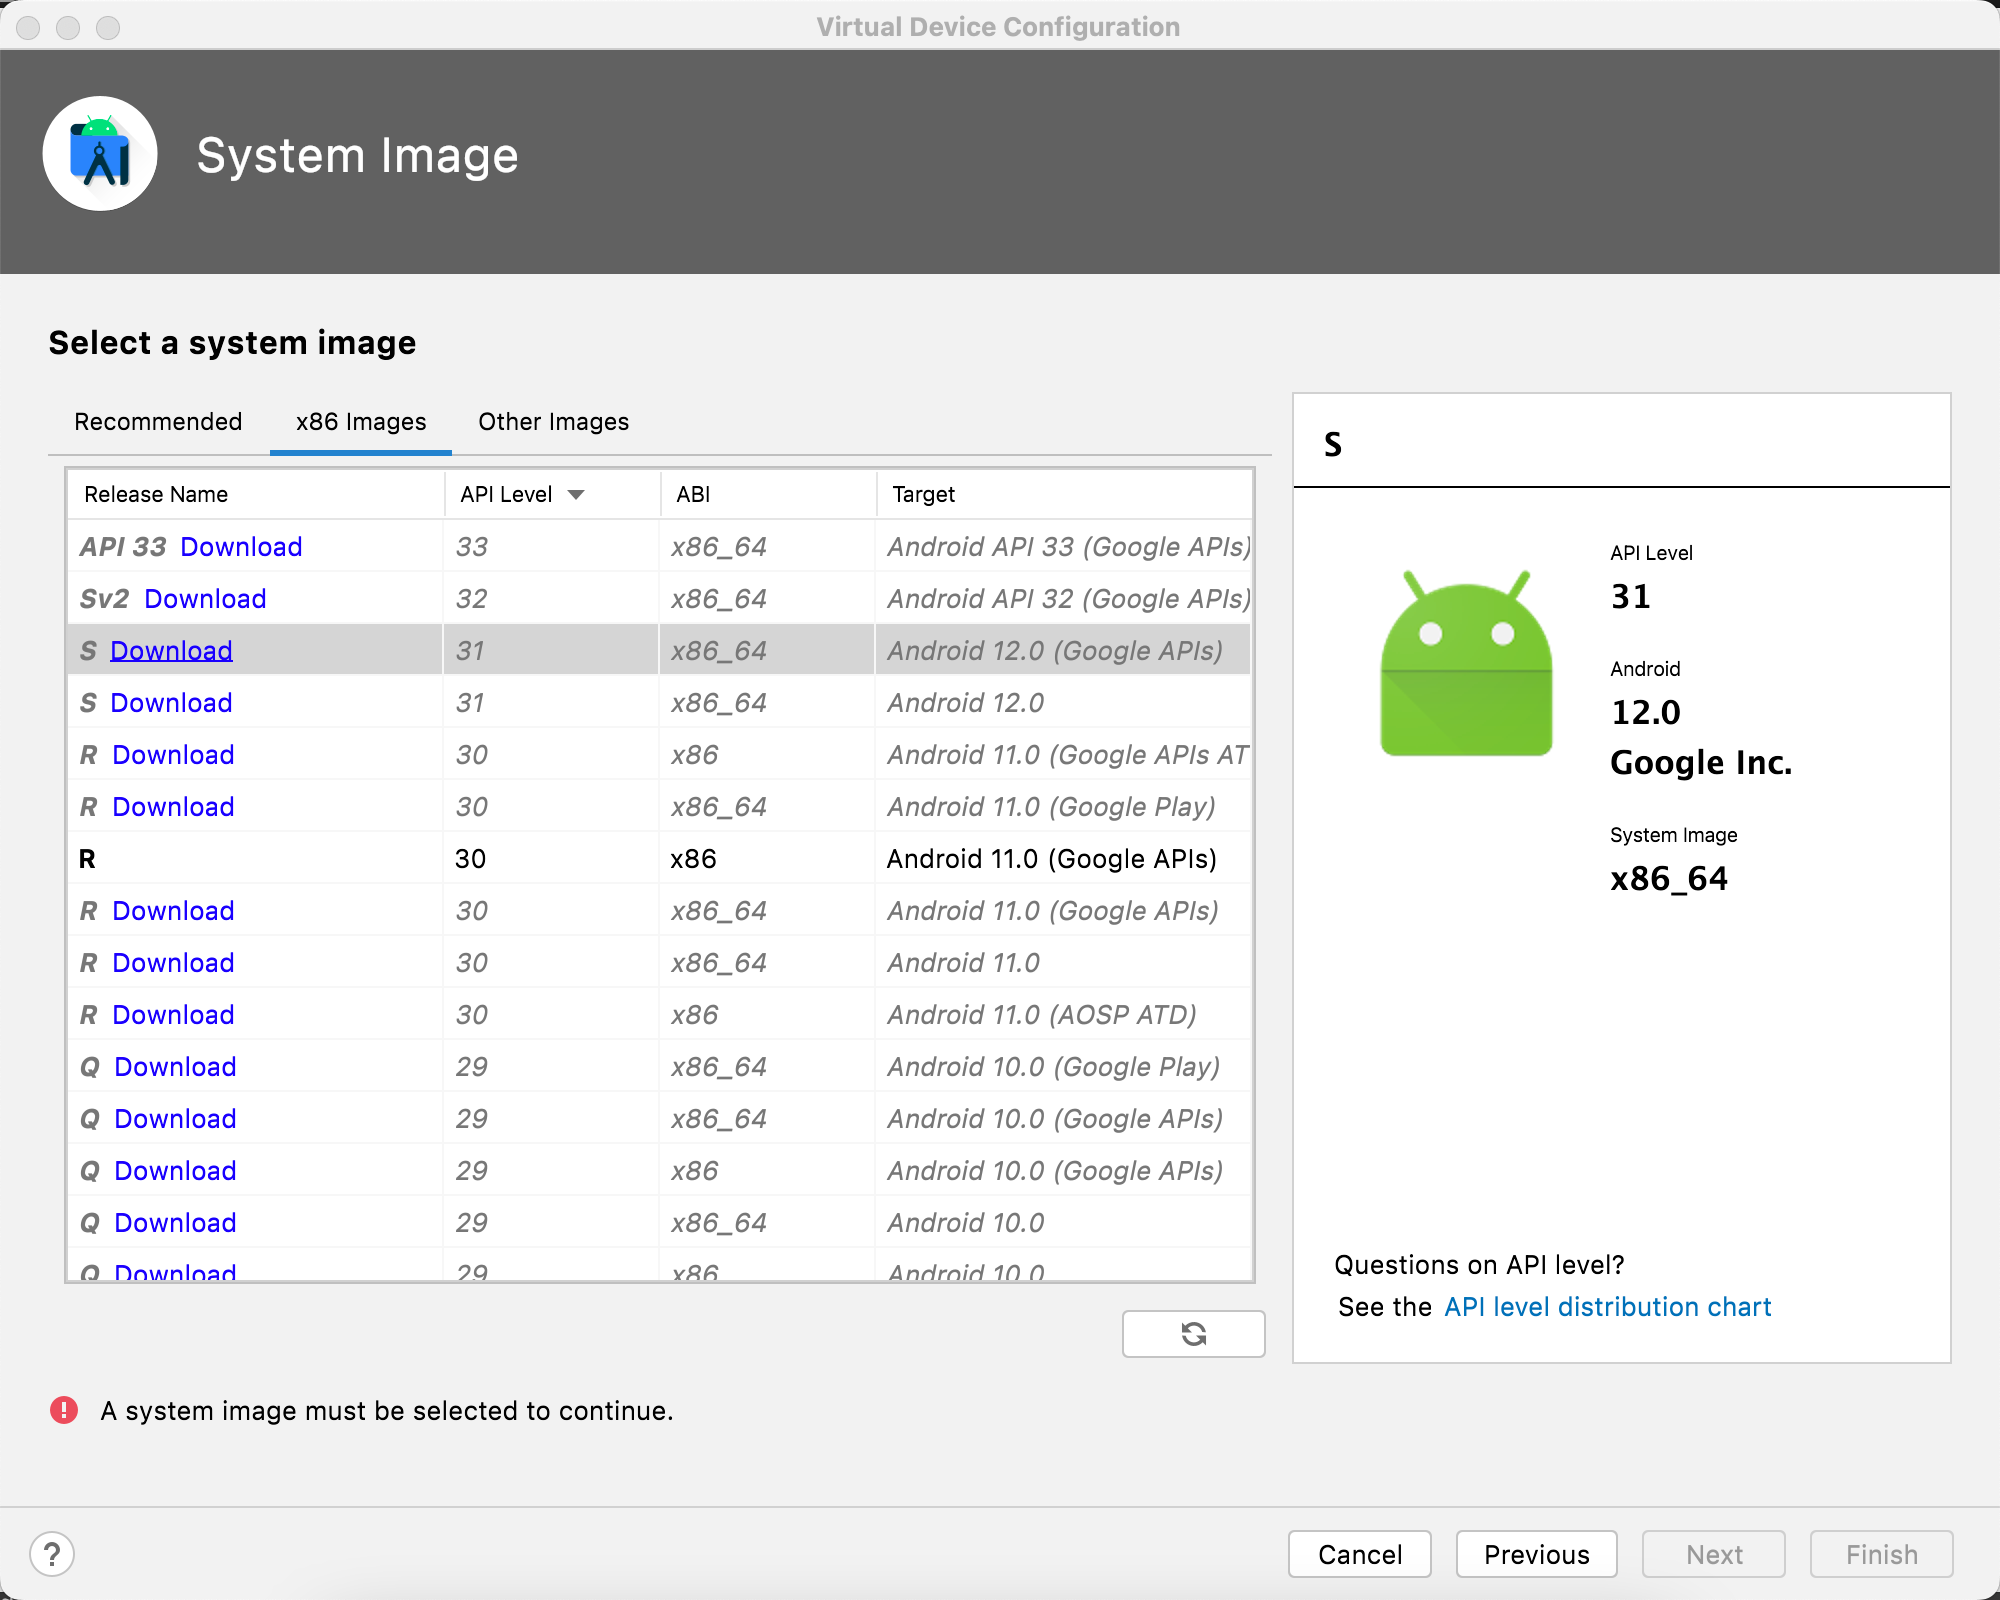 Virtual Device Configuration
System Image
Select a system image
Recommended x86 Images Other Images
Release Name API Level ABI Target
API 33 Download 33 x86_64 Android API 33 (Google APIs)
Sv2 Download 32 x86_64 Android API 32 (Google APIs)
S Download 31 x86_64 Android 12.0 (Google APIs)
S Download 31 x86_64 Android 12.0
R Download 30 x86 Android 11.0 (Google APIs AT
R Download 30 x86_64 Android 11.0 (Google Play)
R 30 x86 Android 11.0 (Google APIs)
R Download 30 x86_64 Android 11.0 (Google APIs)
R Download 30 x86_64 Android 11.0
R Download 30 x86 Android 11.0 (AOSP ATD)
Q Download 29 x86_64 Android 10.0 (Google Play)
Q Download 29 x86_64 Android 10.0 (Google APIs)
Q Download 29 x86 Android 10.0 (Google APIs)
Q Download 29 x86_64 Android 10.0
Q Download 29 x86 Android 10.0
S
API Level
31
Android
12.0
Google Inc.
System Image
x86_64
Questions on API level?
See the API level distribution chart
A system image must be selected to continue.
? Cancel Previous Next Finish